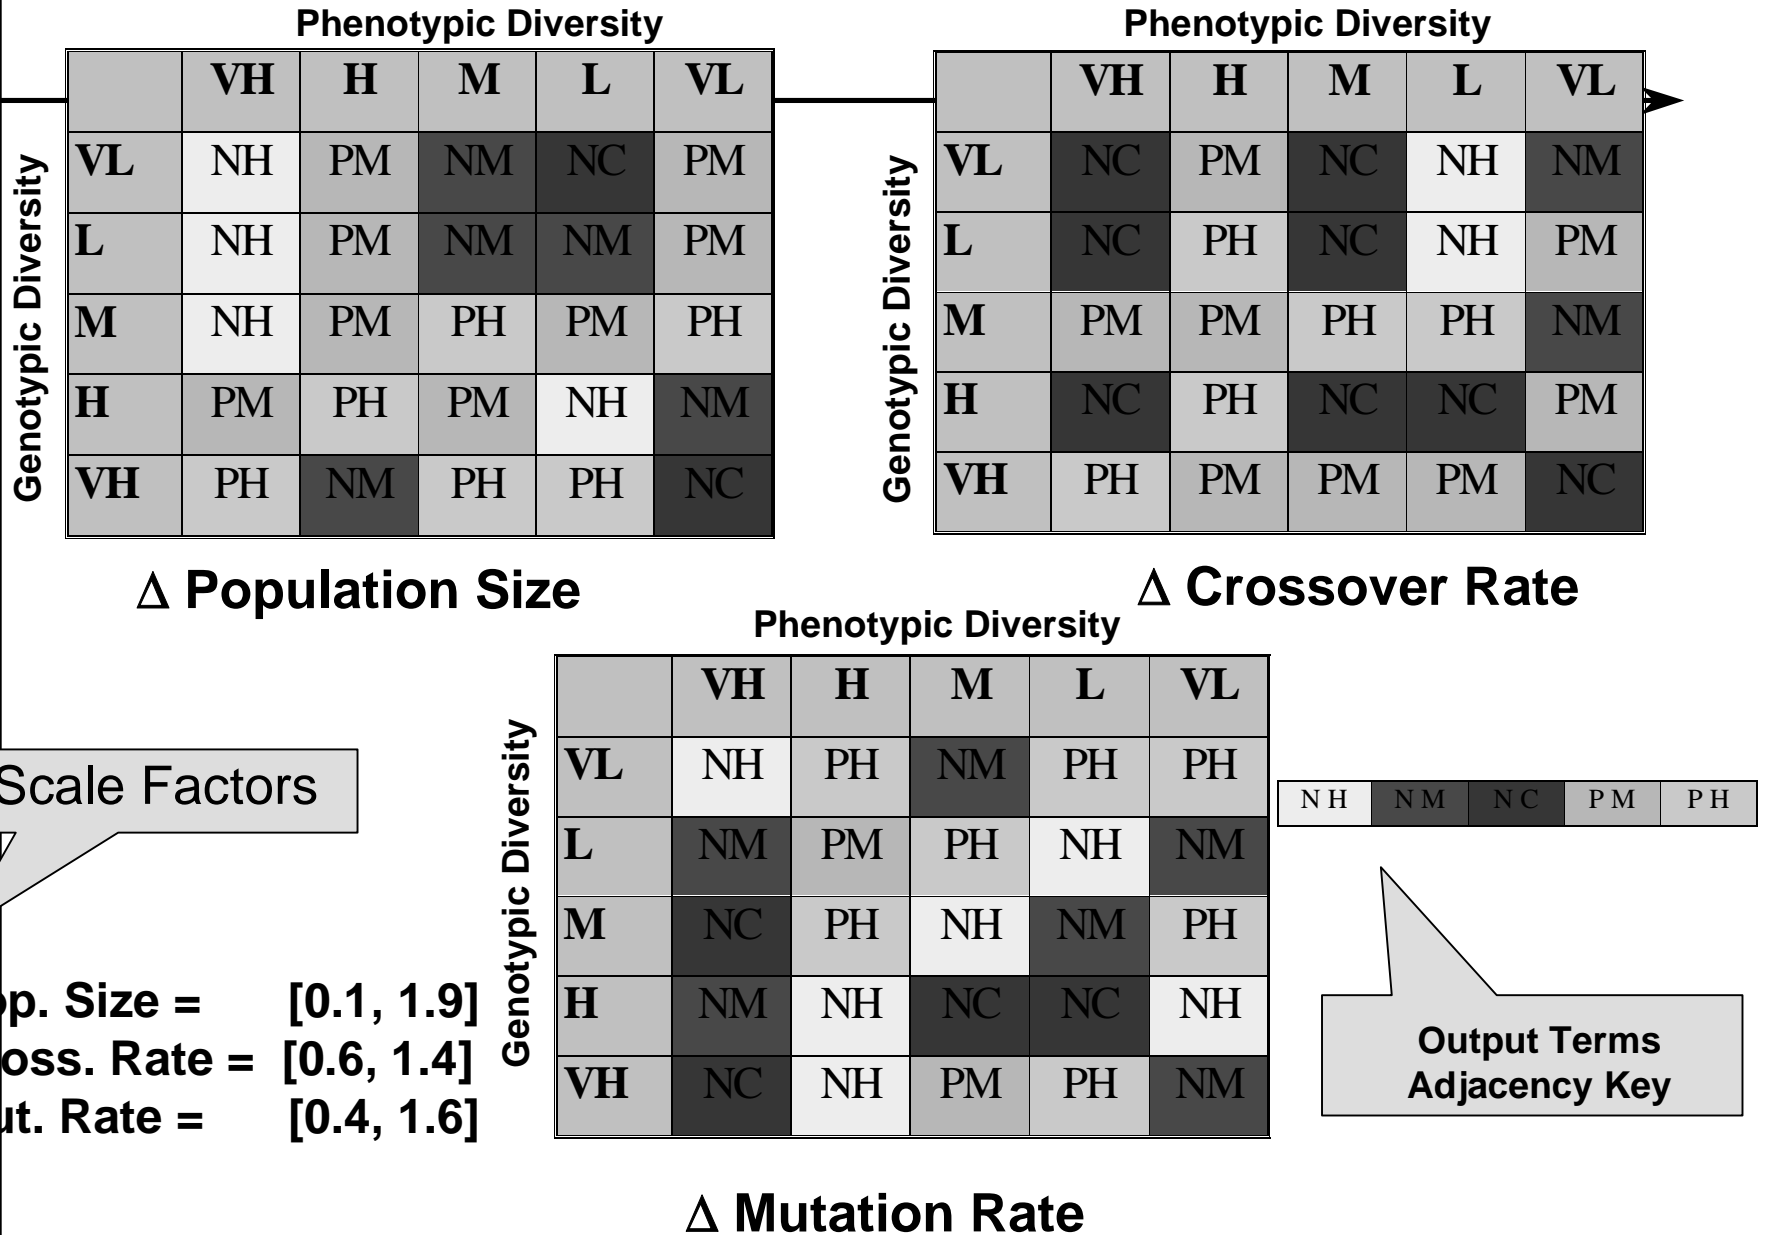 Phenotypic Diversity
VH H M L VL
Genotypic Diversity
VL NH PM NM NC PM
L NH PM NM NM PM
M NH PM PH PM PH
H PM PH PM NH NM
VH PH NM PH PH NC
Δ Population Size
Phenotypic Diversity
VH H M L VL
Genotypic Diversity
VL NC PM NC NH NM
L NC PH NC NH PM
M PM PM PH PH NM
H NC PH NC NC PM
VH PH PM PM PM NC
Δ Crossover Rate
Phenotypic Diversity
VH H M L VL
Genotypic Diversity
VL NH PH NM PH PH
L NM PM PH NH NM
M NC PH NH NM PH
H NM NH NC NC NH
VH NC NH PM PH NM
Δ Mutation Rate
Scale Factors
op. Size = [0.1, 1.9]
oss. Rate = [0.6, 1.4]
ut. Rate = [0.4, 1.6]
NH NM NC PM PH
Output Terms
Adjacency Key